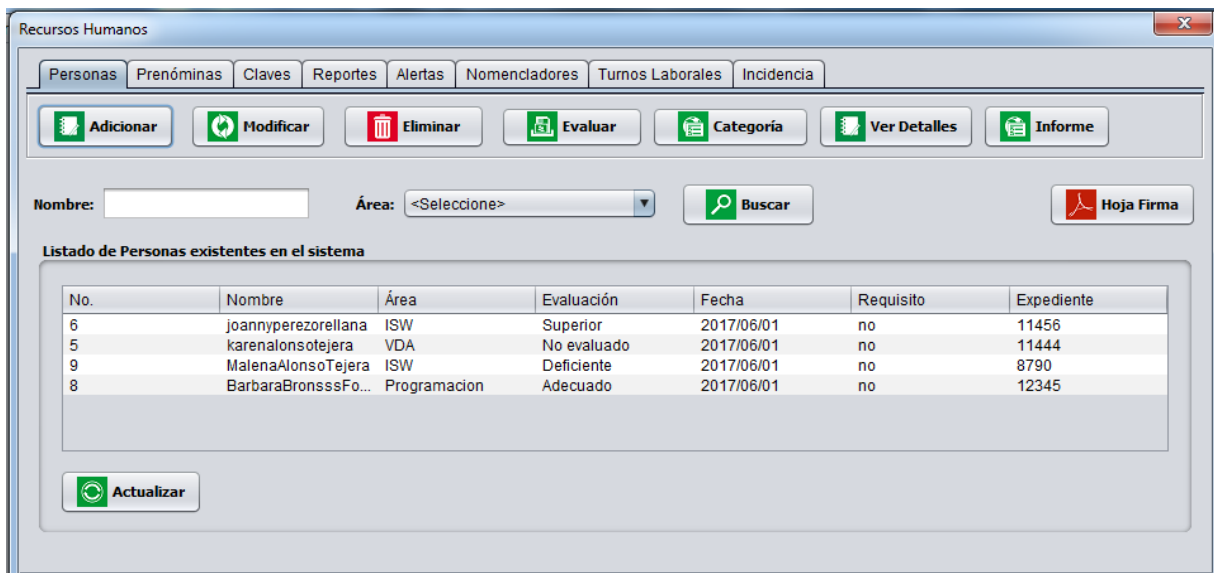 Recursos Humanos
Personas Prenóminas Claves Reportes Alertas Nomencladores Turnos Laborales Incidencia
Adicionar Modificar Eliminar Evaluar Categoría Ver Detalles Informe
Nombre: Área: <Seleccione> Buscar Hoja Firma
Listado de Personas existentes en el sistema
No. Nombre Área Evaluación Fecha Requisito Expediente
6 joannyperezorellana ISW Superior 2017/06/01 no 11456
5 karenalonsotejera VDA No evaluado 2017/06/01 no 11444
9 MalenaAlonsoTejera ISW Deficiente 2017/06/01 no 8790
8 BarbaraBronsssFo... Programacion Adecuado 2017/06/01 no 12345
Actualizar